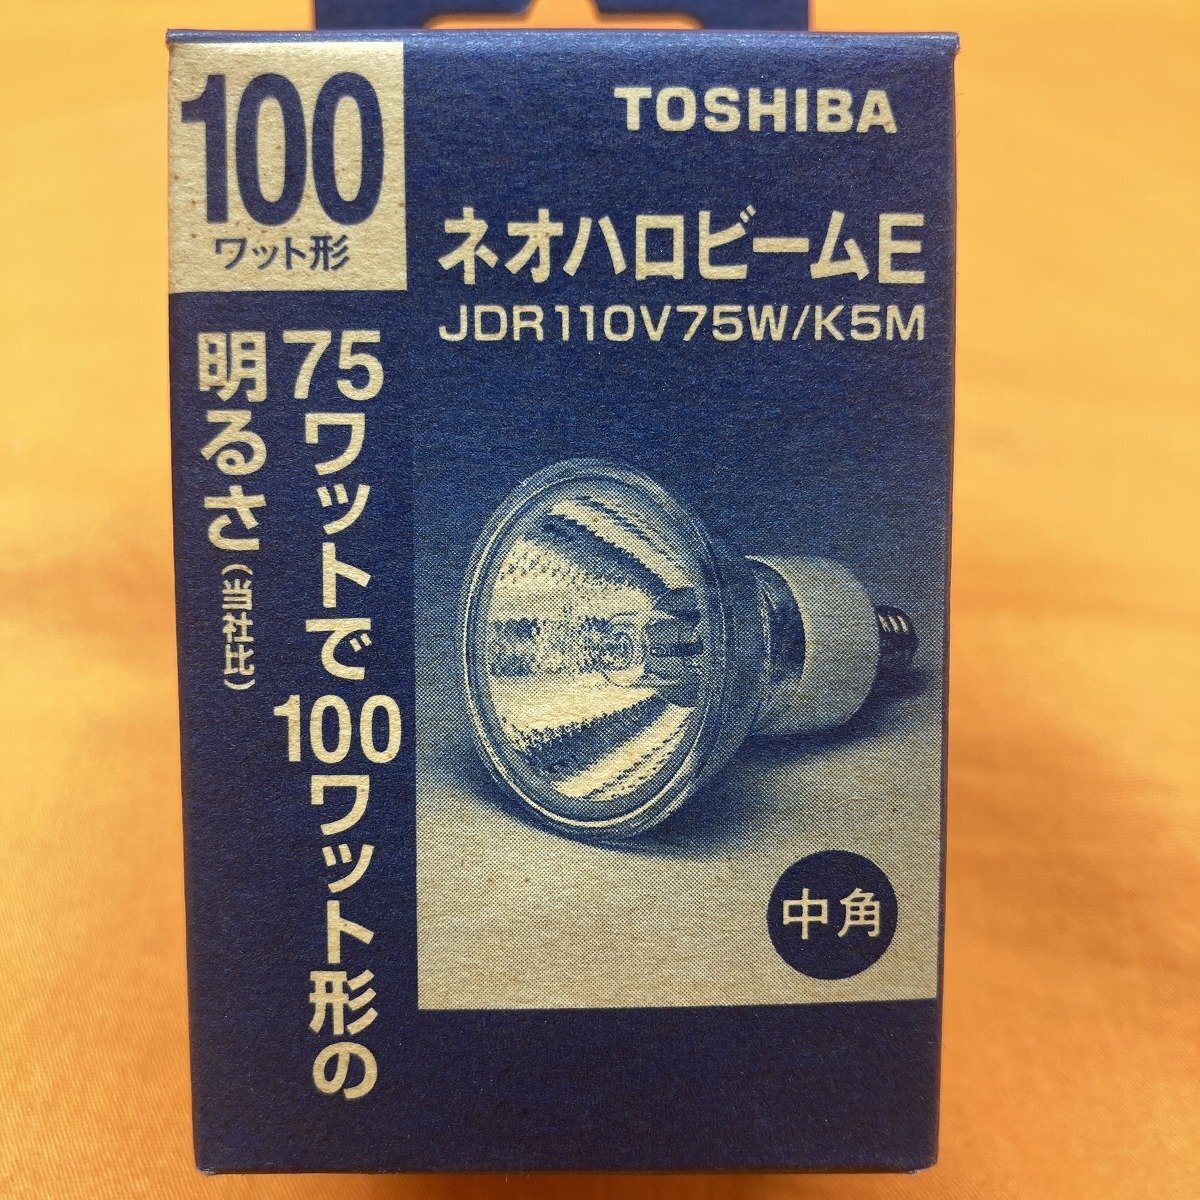 100
ワット形
TOSHIBA
ネオハロビームE
JDR110V75W/K5M
75ワットで100ワット形の
明るさ(当社比)
中角